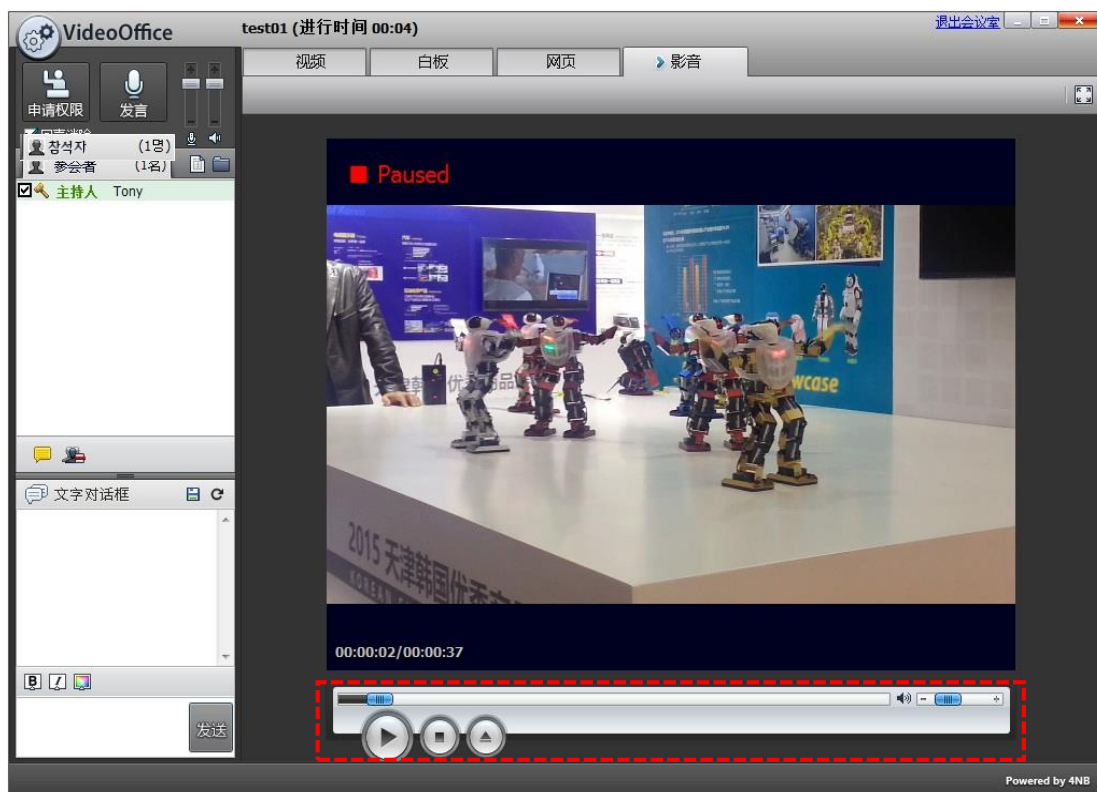 VideoOffice
test01 (进行时间 00:04)
退出会议室
视频
白板
网页
影音
申请权限
发言
참석자 (1명)
参会者 (1名)
主持人 Tony
Paused
wcase
2015 天津韩国优秀
00:00:02/00:00:37
文字对话框
B I
发送
Powered by 4NB